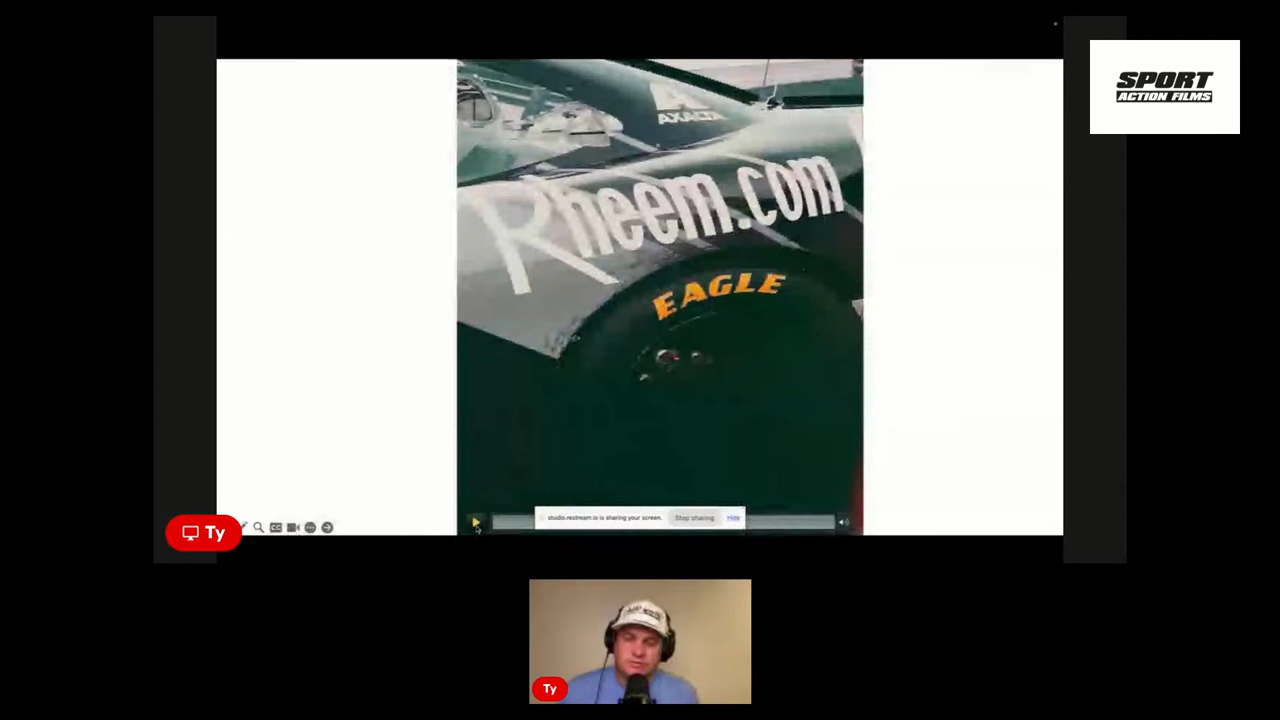 SPORT
ACTION FILMS
AXALTA
Rheem.com
EAGLE
studio.restream.io is sharing your screen.
Stop sharing
Hide
Ty
Ty